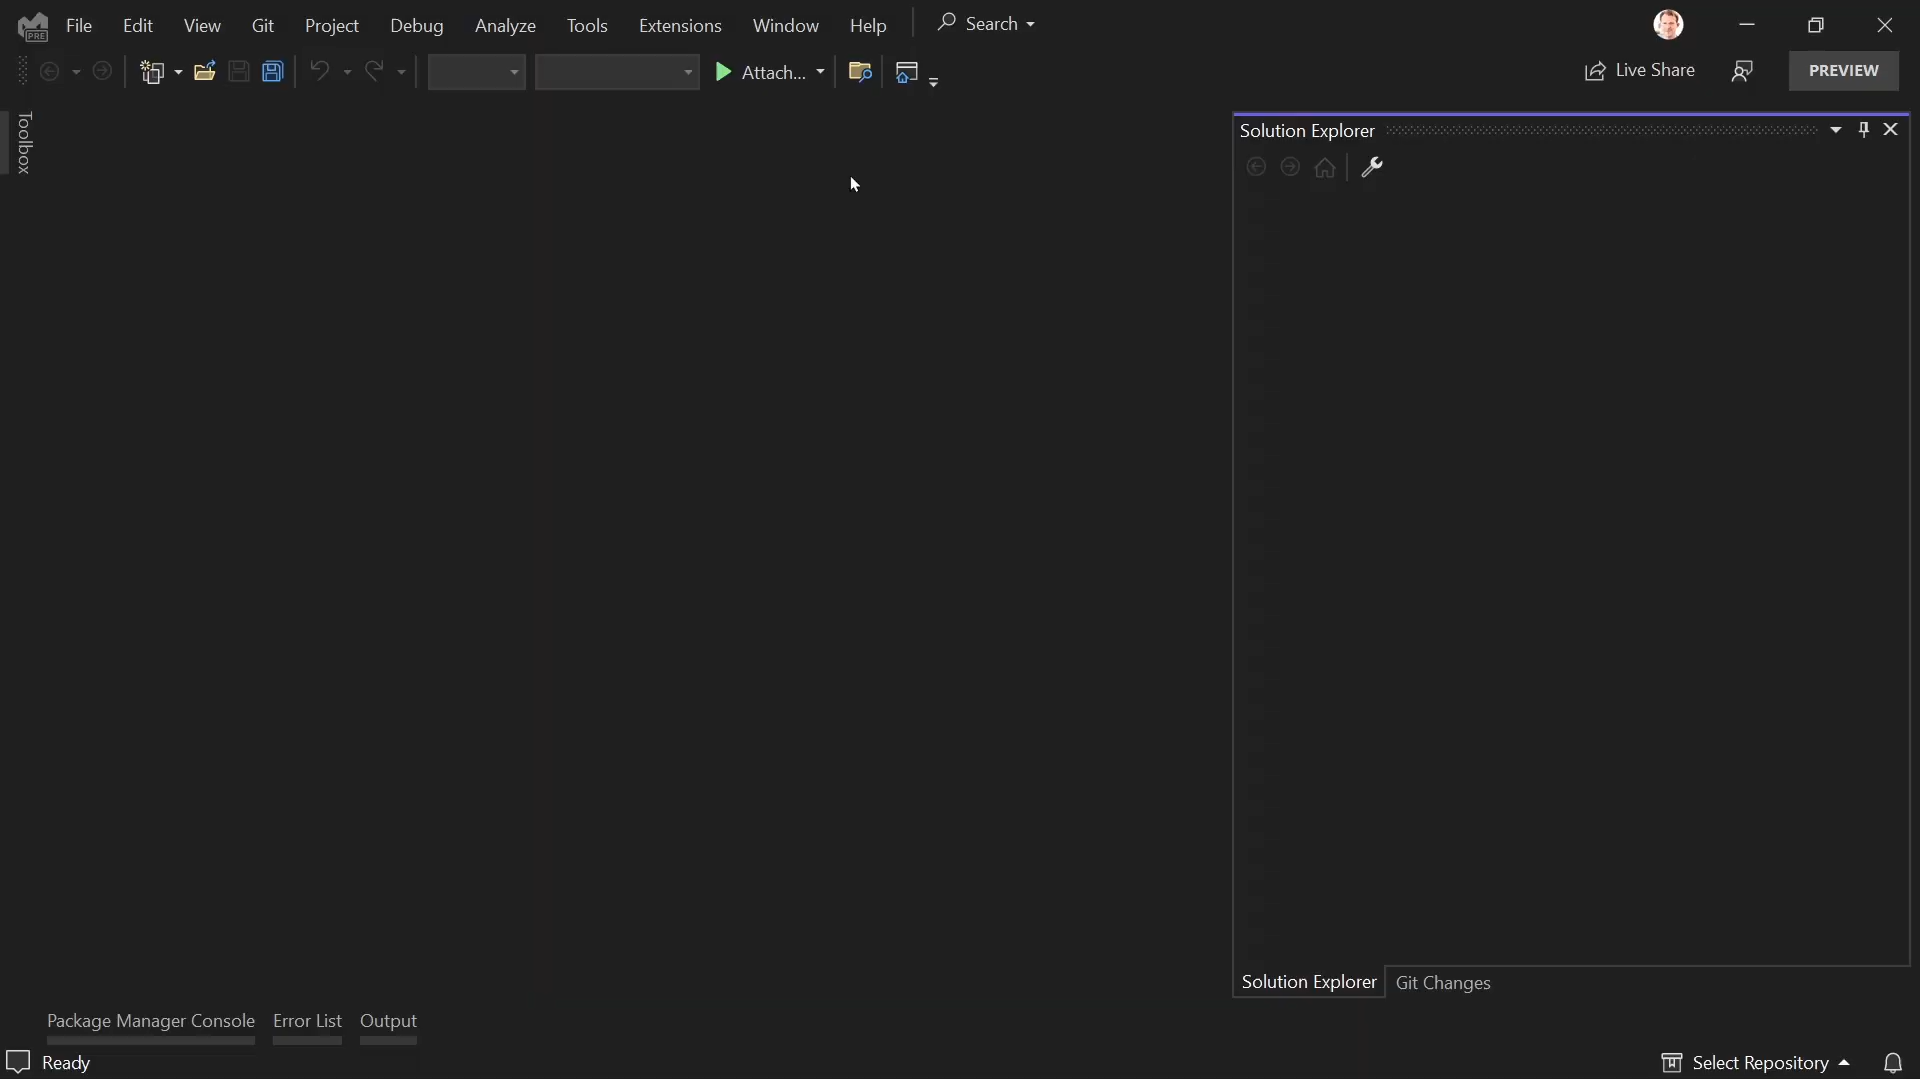 PRE
File Edit View Git Project Debug Analyze Tools Extensions Window Help Search
Attach... Live Share PREVIEW
Toolbox
Solution Explorer
Solution Explorer Git Changes
Package Manager Console Error List Output
Ready Select Repository